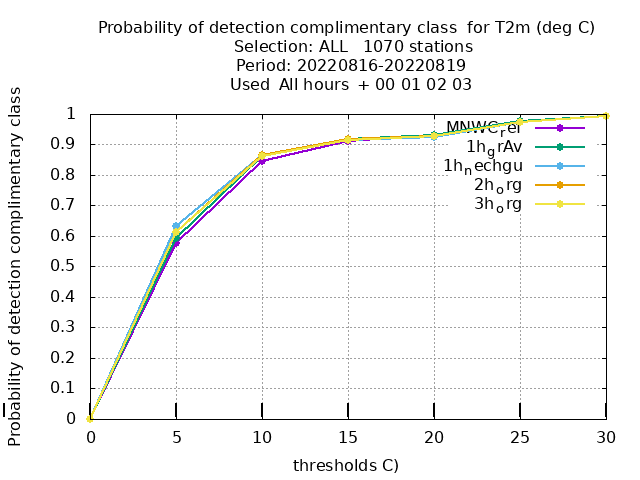 Probability of detection complimentary class for T2m (deg C)
Selection: ALL 1070 stations
Period: 20220816-20220819
Used All hours + 00 01 02 03
Probability of detection complimentary class
1
0.9
0.8
0.7
0.6
0.5
0.4
0.3
0.2
0.1
0
MNWC_ref
1h_grAv
1h_nechgu
2h_org
3h_org
0 5 10 15 20 25 30
thresholds C)